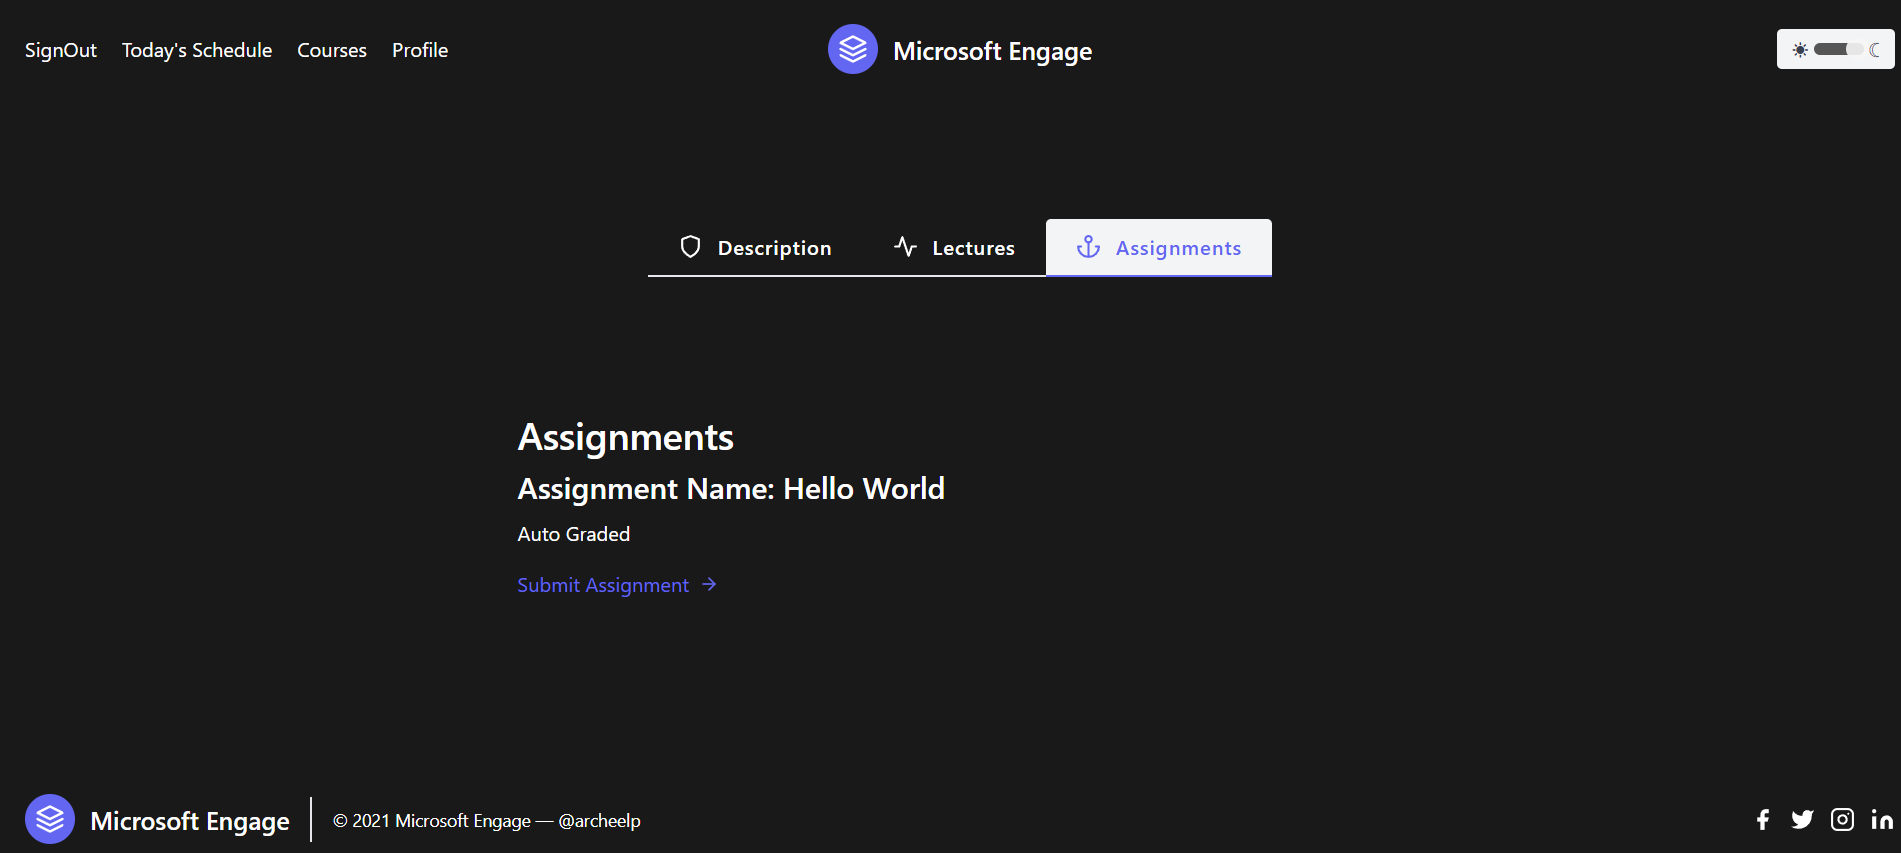 SignOut Today's Schedule Courses Profile Microsoft Engage
Description Lectures Assignments
Assignments
Assignment Name: Hello World
Auto Graded
Submit Assignment →
Microsoft Engage © 2021 Microsoft Engage — @archeelp